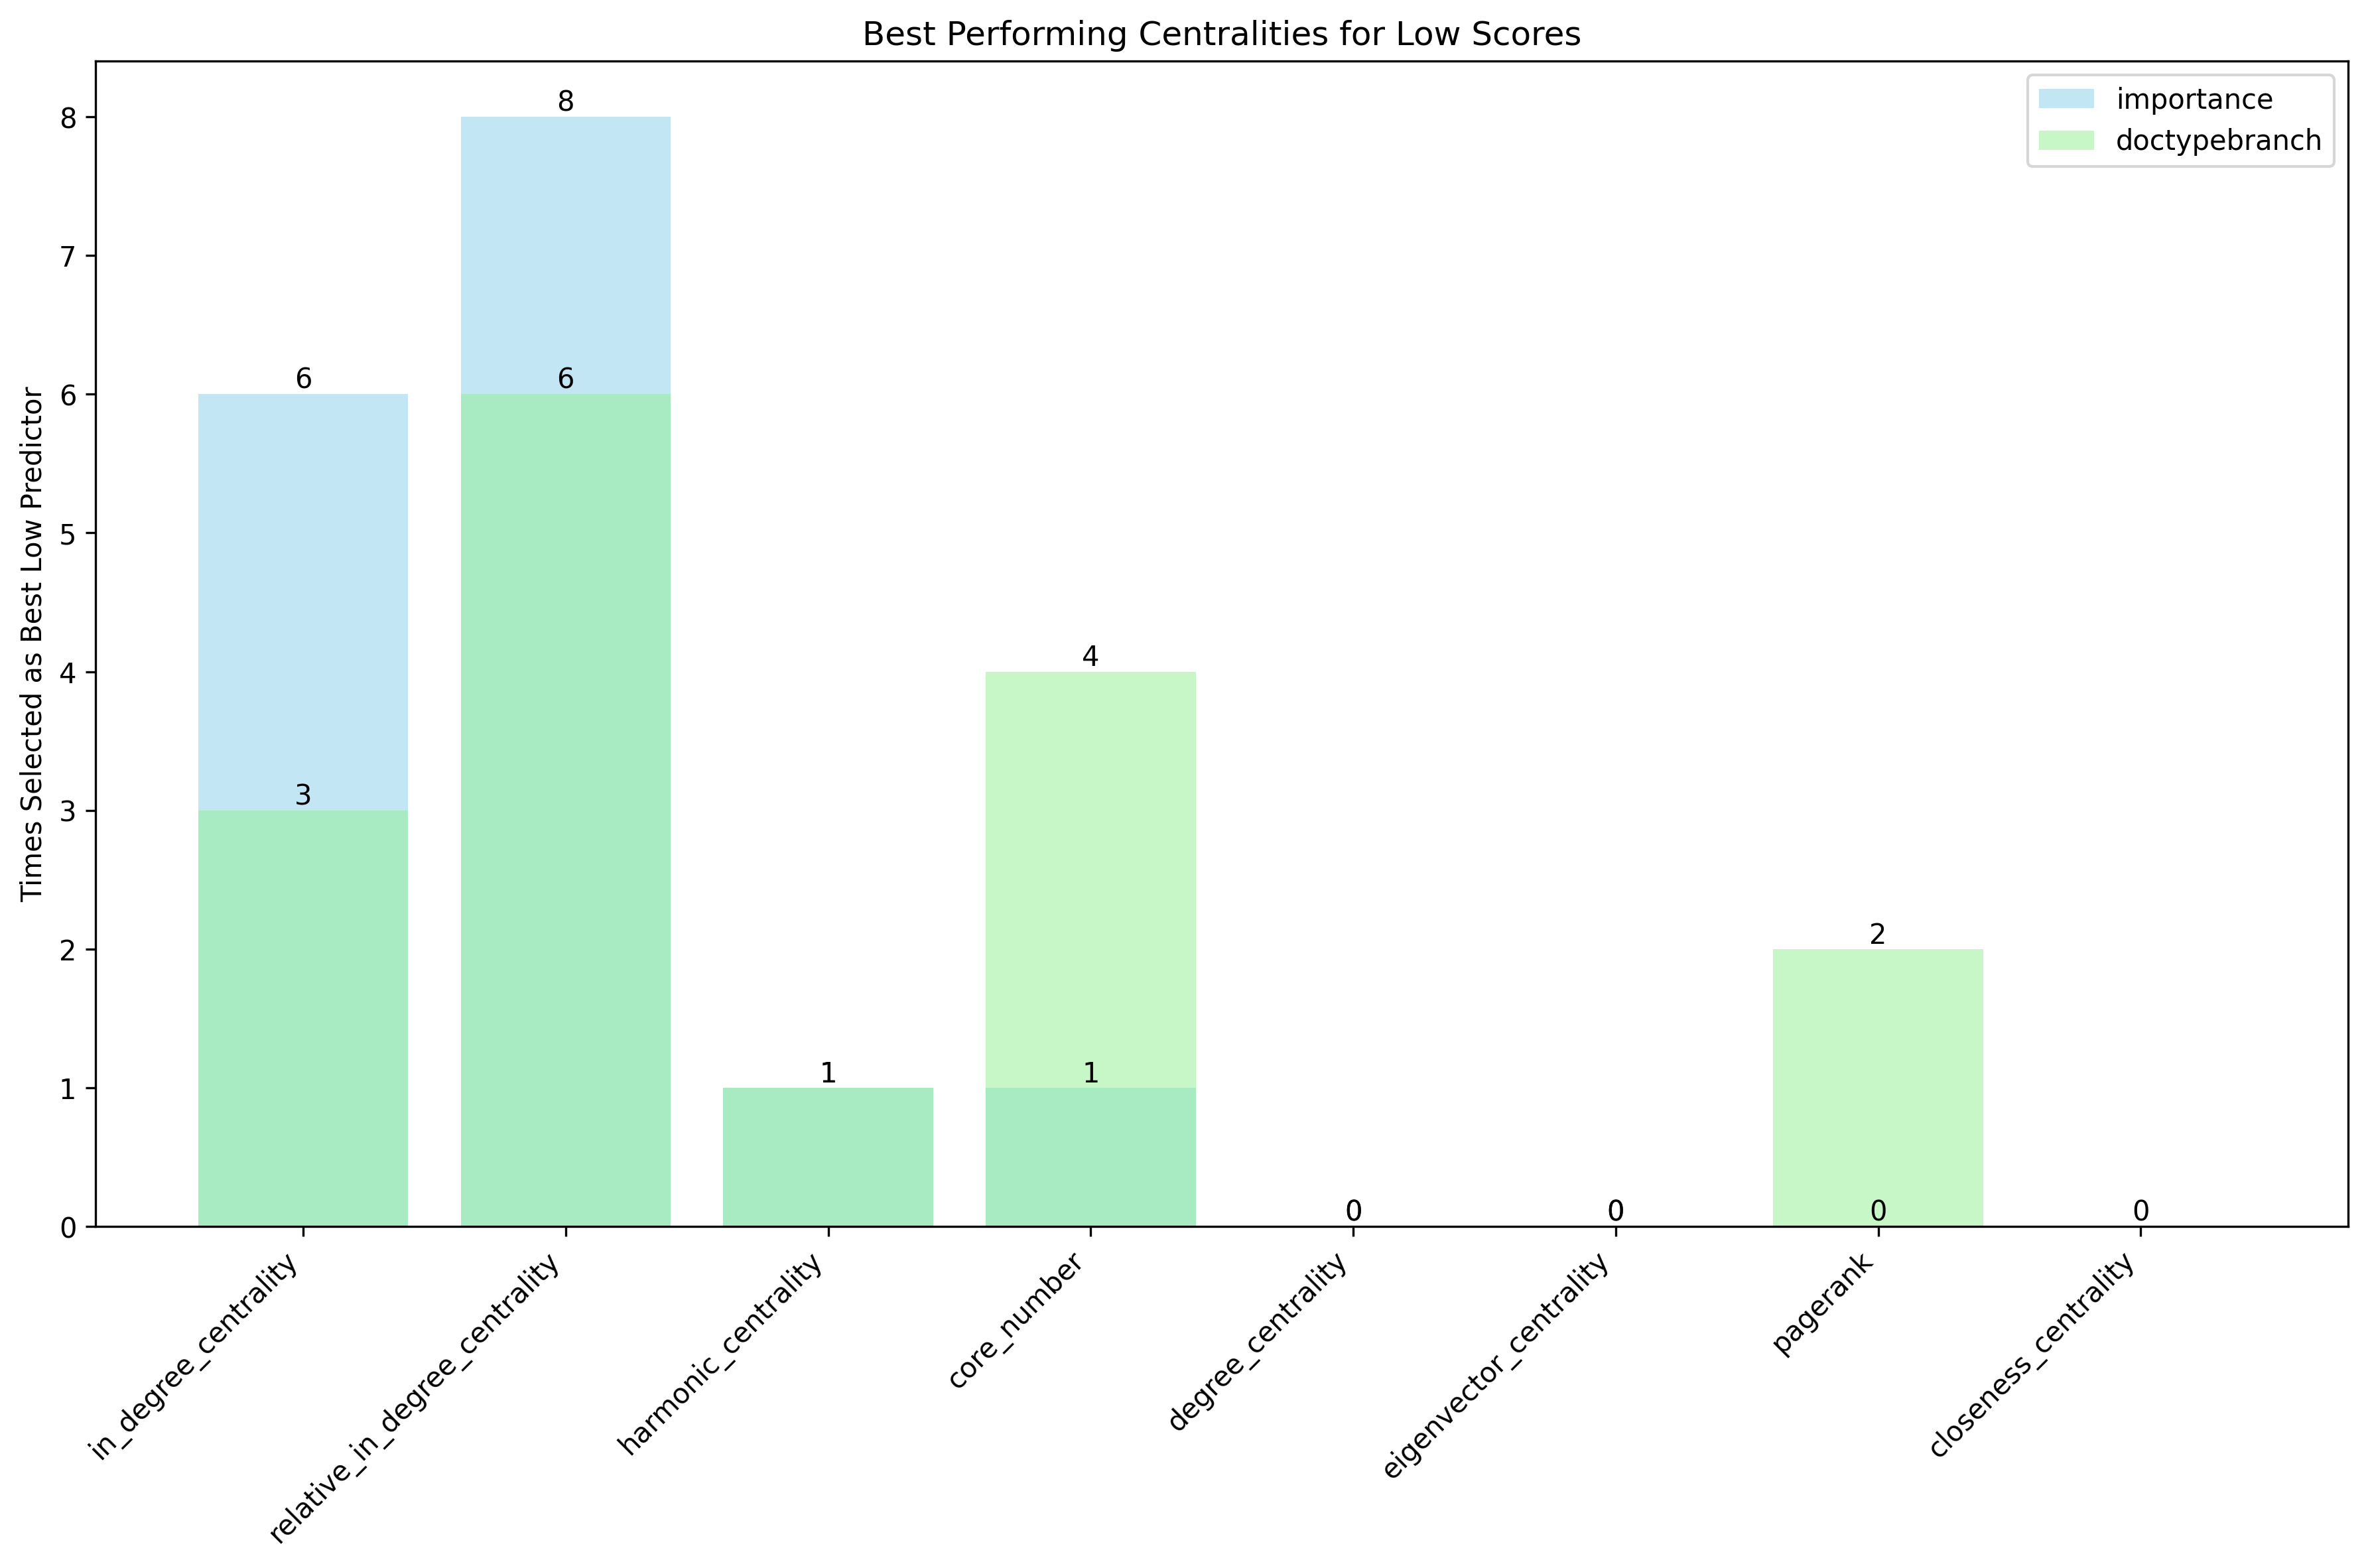 Best Performing Centralities for Low Scores
importance
doctypebranch
Times Selected as Best Low Predictor
8
7
6
5
4
3
2
1
0
6
3
8
6
1
4
1
0
0
2
0
0
in_degree_centrality
relative_in_degree_centrality
harmonic_centrality
core_number
degree_centrality
eigenvector_centrality
pagerank
closeness_centrality